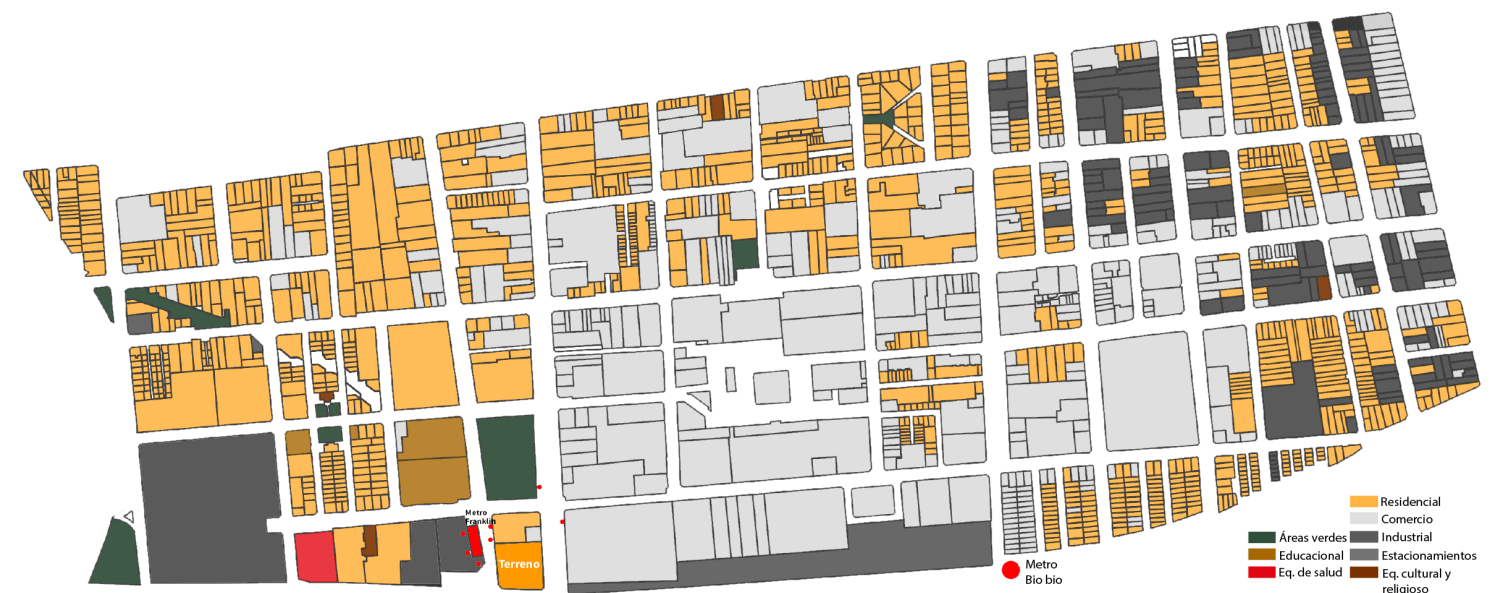 Metro
Franklin
Terreno
Metro
Bio bio
Residencial
Comercio
Áreas verdes
Industrial
Educacional
Estacionamientos
Eq. de salud
Eq. cultural y
religioso